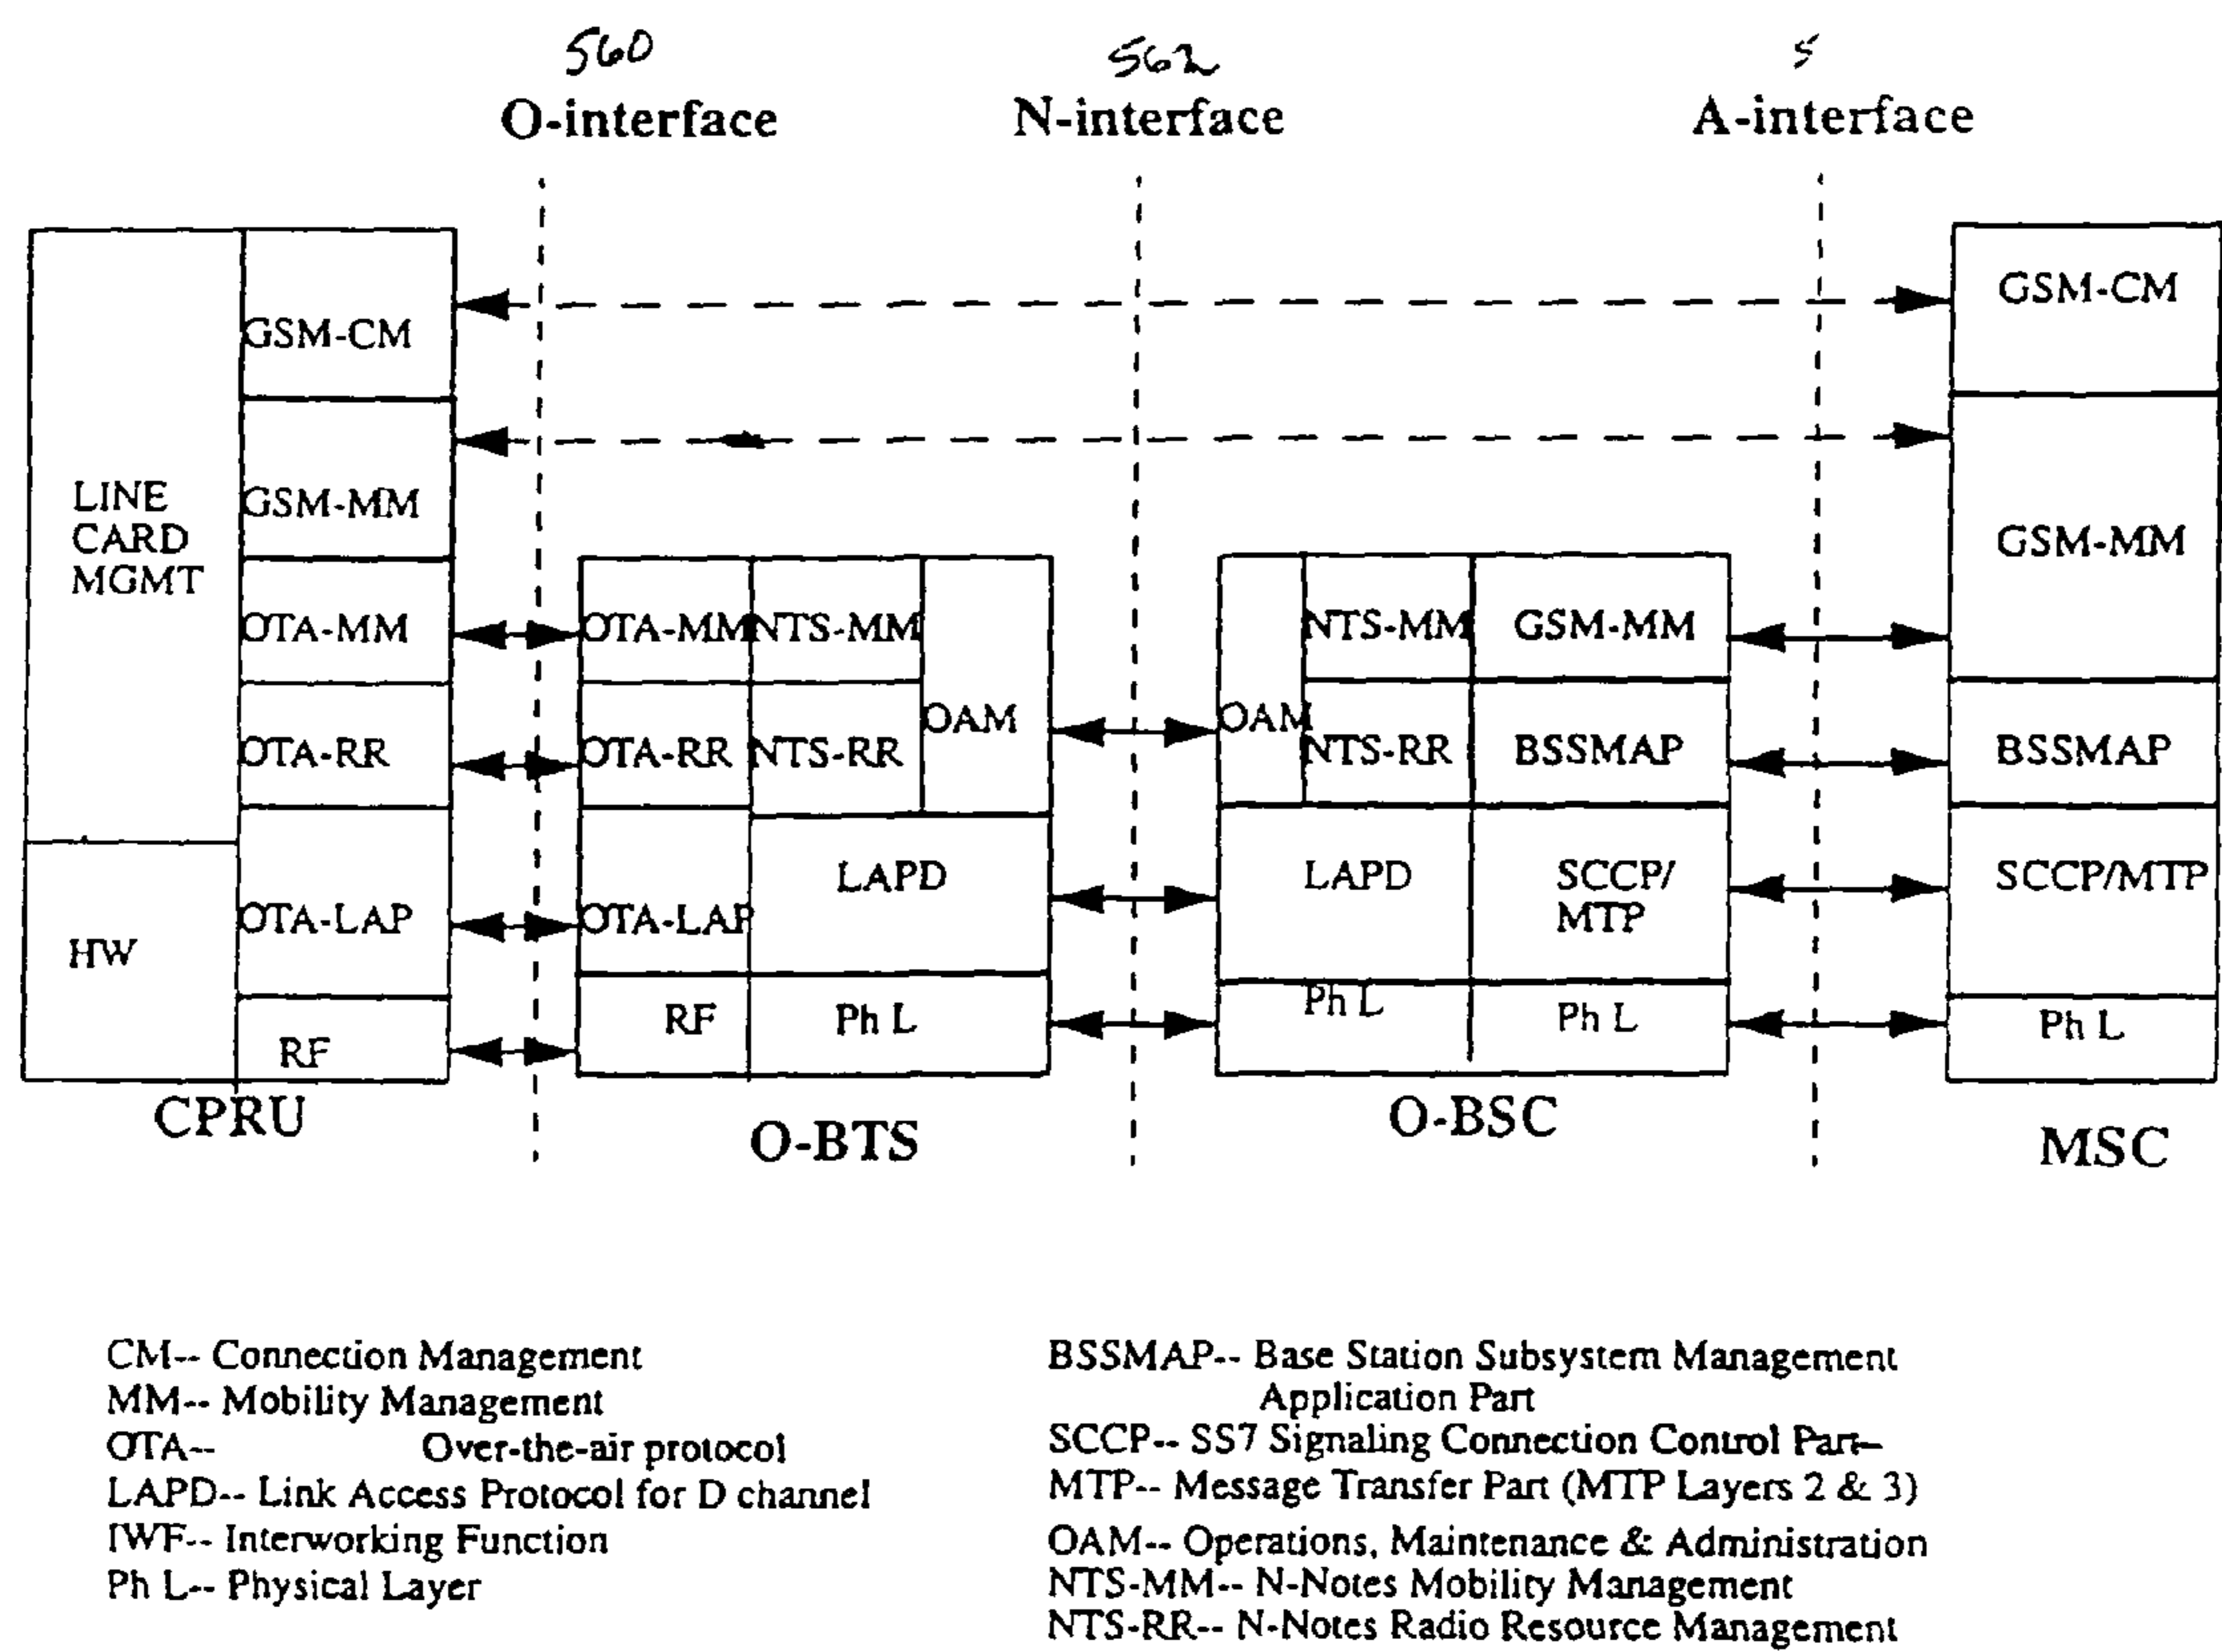 560
562
5
O-interface
N-interface
A-interface
GSM-CM
GSM-CM
LINE
CARD
MGMT
GSM-MM
GSM-MM
OTA-MM
OTA-MM
NTS-MM
NTS-MM
GSM-MM
OTA-RR
OTA-RR
NTS-RR
OAM
OAM
NTS-RR
BSSMAP
BSSMAP
HW
OTA-LAP
OTA-LAP
LAPD
LAPD
SCCP/
MTP
SCCP/MTP
RF
RF
Ph L
Ph L
Ph L
Ph L
CPRU
O-BTS
O-BSC
MSC
CM-- Connection Management
MM-- Mobility Management
OTA-- Over-the-air protocol
LAPD-- Link Access Protocol for D channel
IWF-- Interworking Function
Ph L-- Physical Layer
BSSMAP-- Base Station Subsystem Management
Application Part
SCCP-- SS7 Signaling Connection Control Part--
MTP-- Message Transfer Part (MTP Layers 2 & 3)
OAM-- Operations, Maintenance & Administration
NTS-MM-- N-Notes Mobility Management
NTS-RR-- N-Notes Radio Resource Management